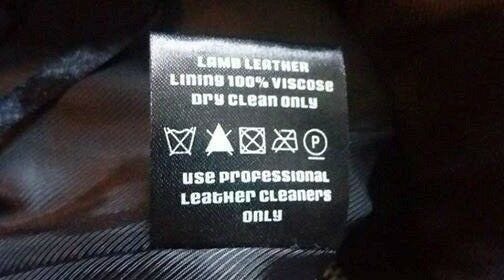 LAMB LEATHER
LINING 100% VISCOSE
DRY CLEAN ONLY
P
USE PROFESSIONAL
LEATHER CLEANERS
ONLY